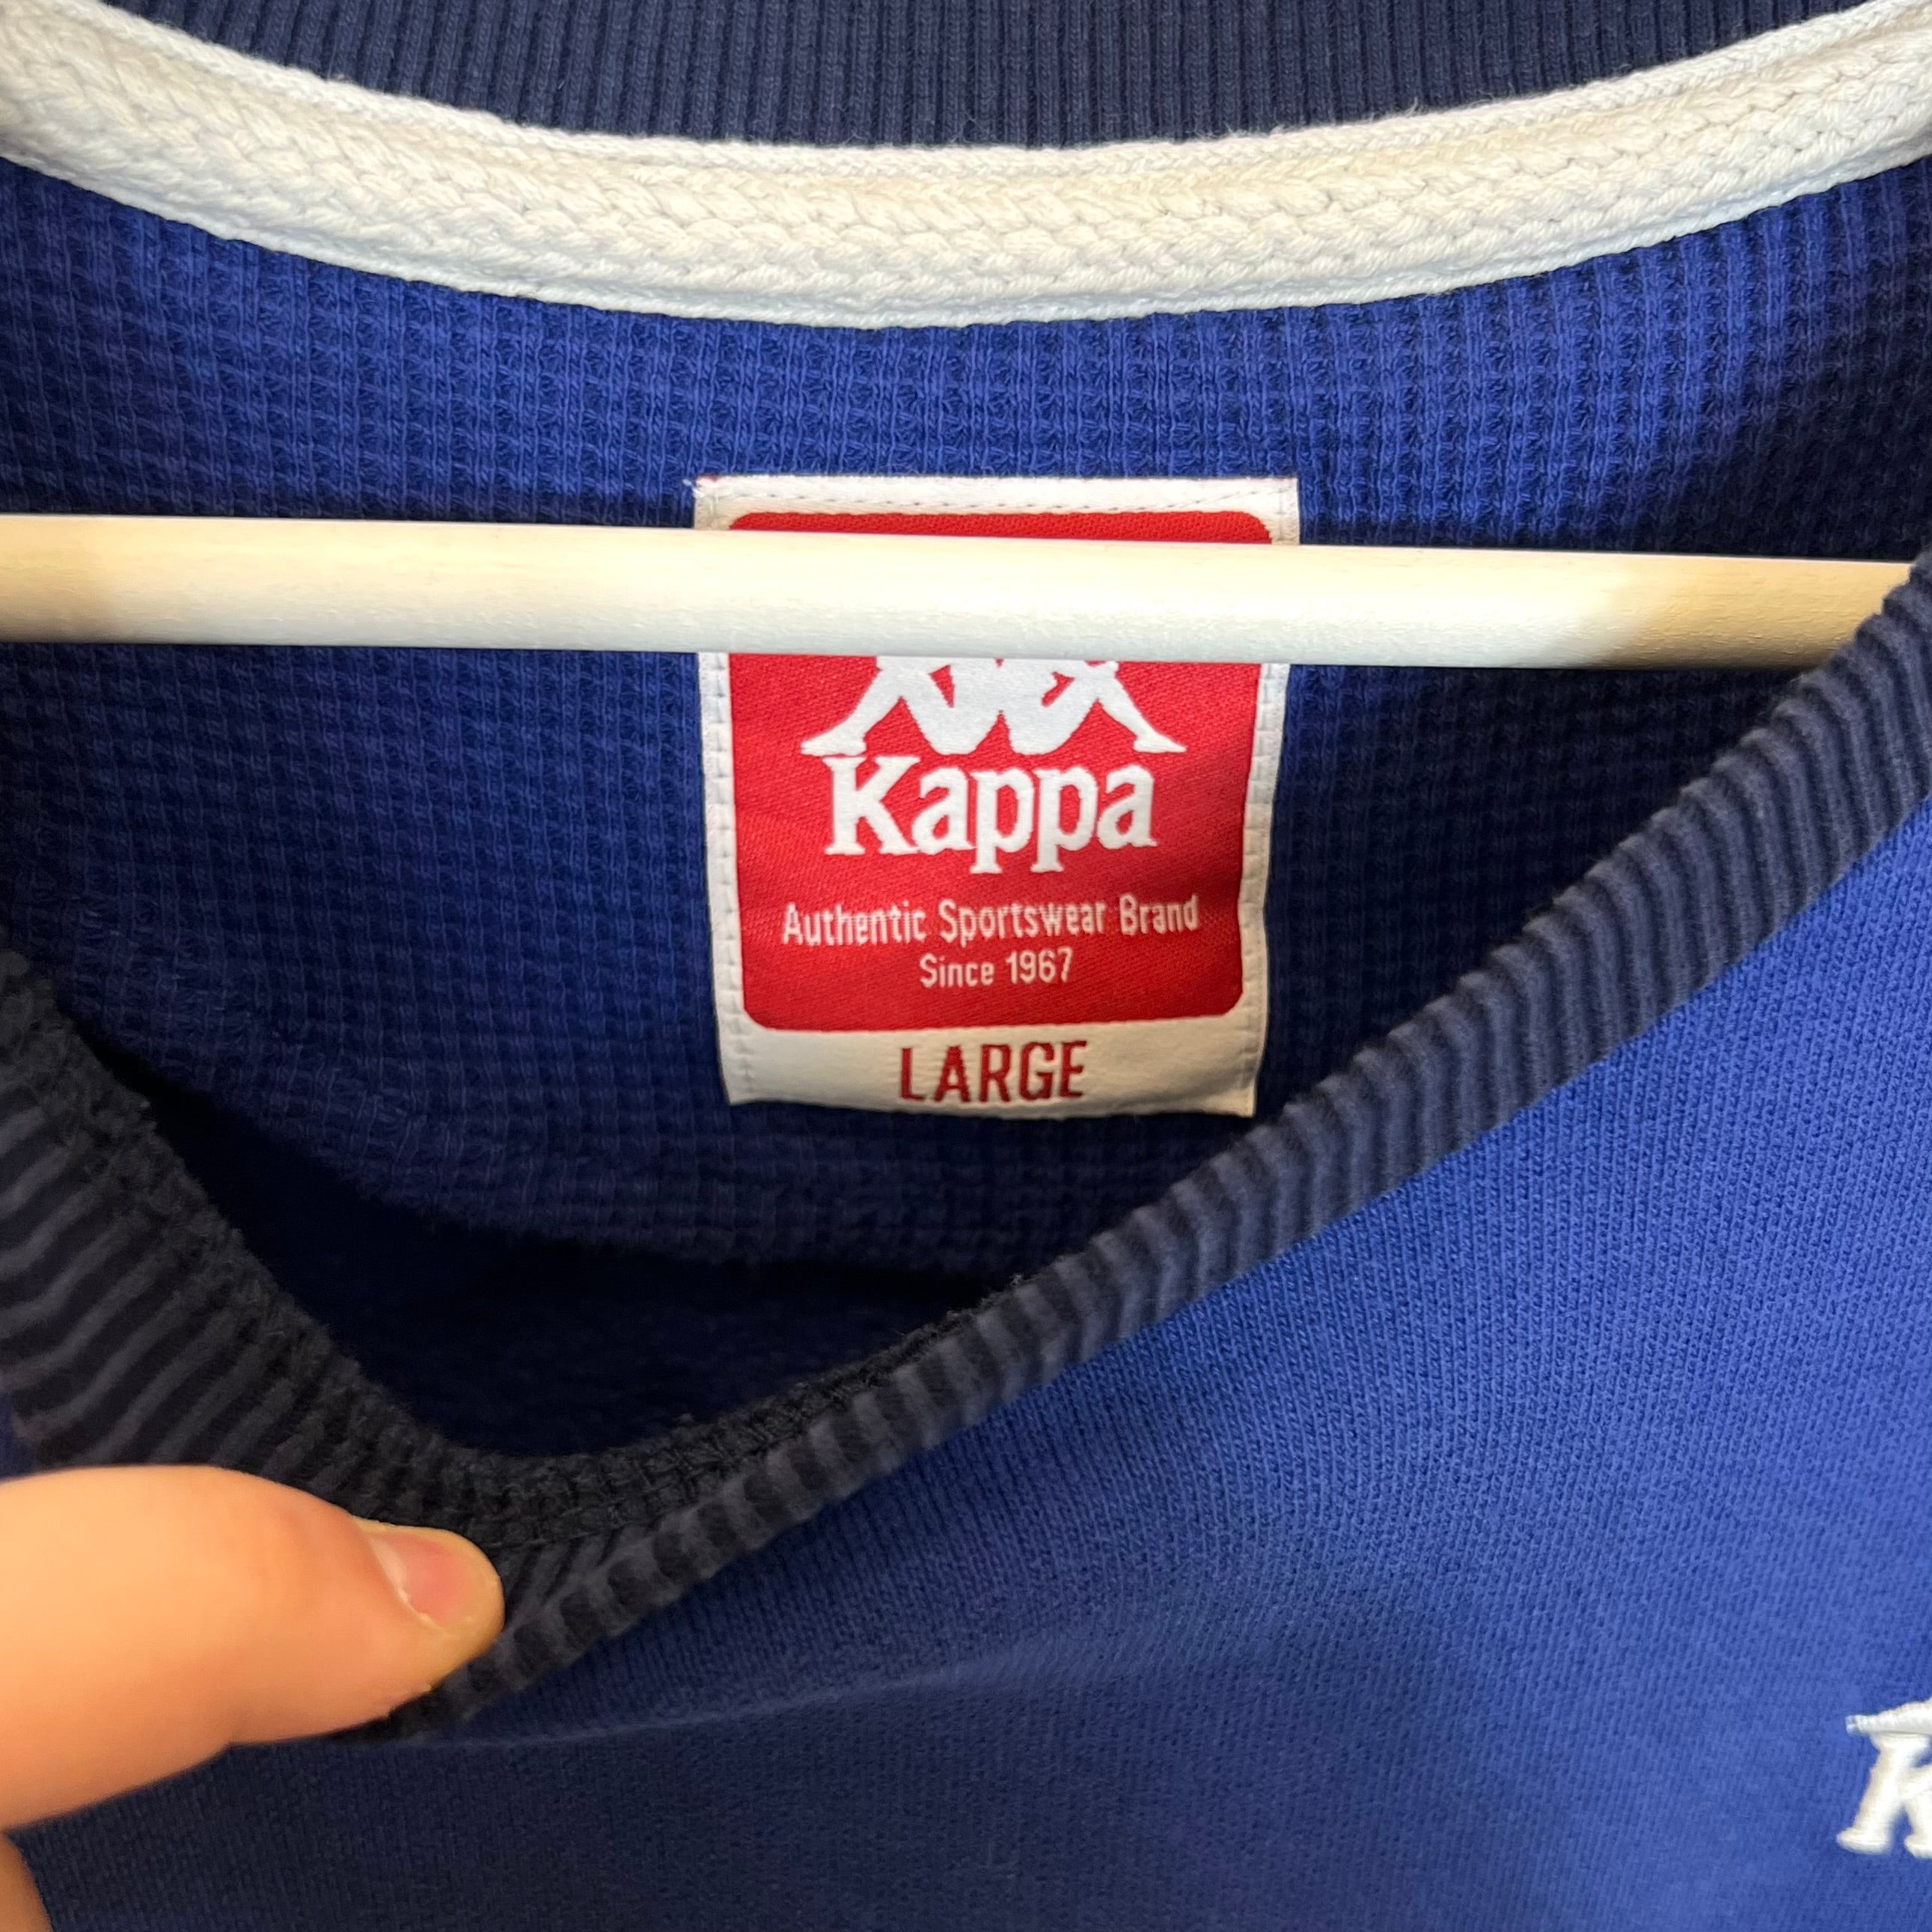 Kappa
Authentic Sportswear Brand
Since 1967
LARGE
K